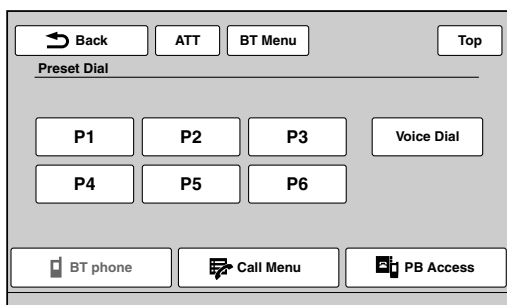 Back ATT BT Menu Top
Preset Dial
P1 P2 P3 Voice Dial
P4 P5 P6
BT phone Call Menu PB Access